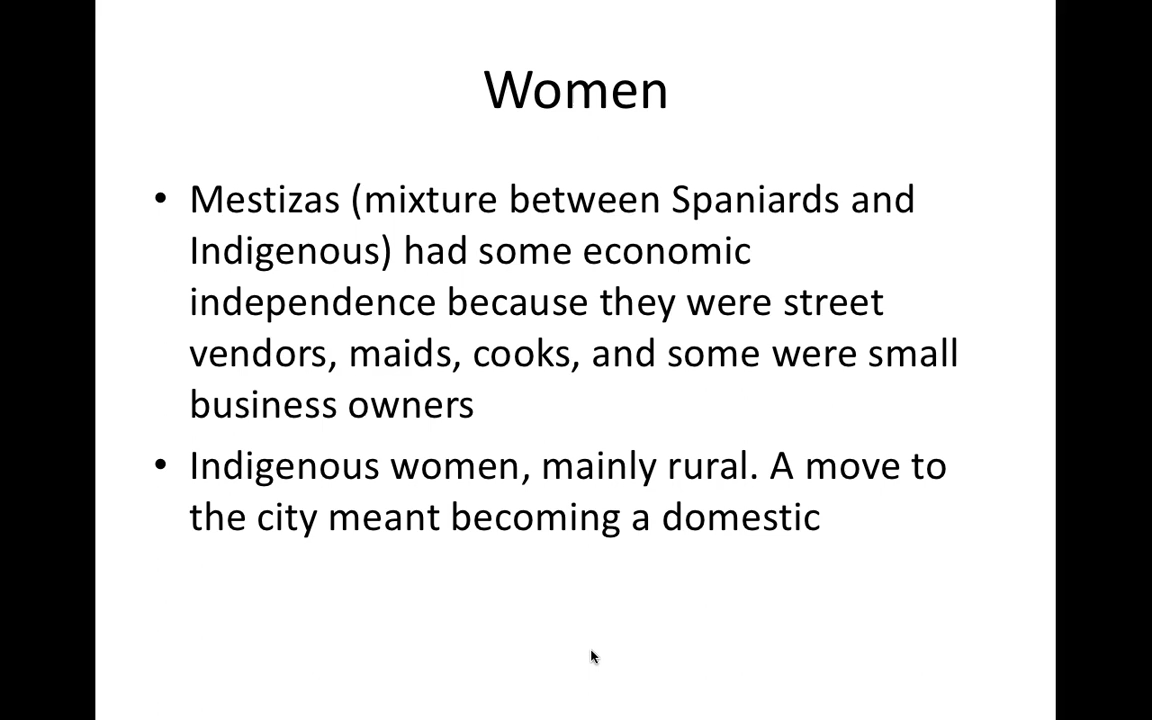 Women
• Mestizas (mixture between Spaniards and
Indigenous) had some economic
independence because they were street
vendors, maids, cooks, and some were small
business owners
• Indigenous women, mainly rural. A move to
the city meant becoming a domestic